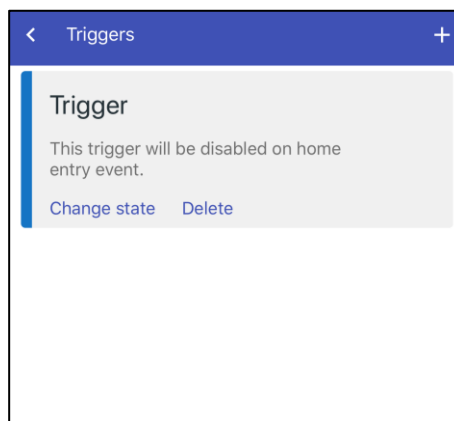 Triggers
Trigger
This trigger will be disabled on home
entry event.
Change state Delete